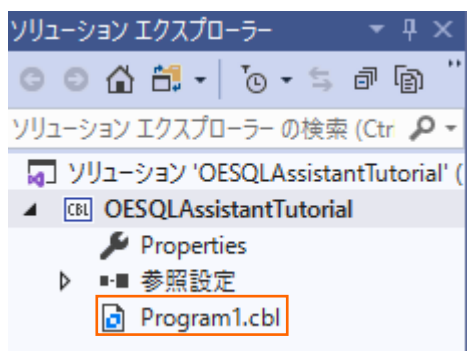 ソリューション エクスプローラー
ソリューション エクスプローラー の検索 (Ctr
ソリューション 'OESQLAssistantTutorial' (
CBL OESQLAssistantTutorial
Properties
参照設定
Program1.cbl